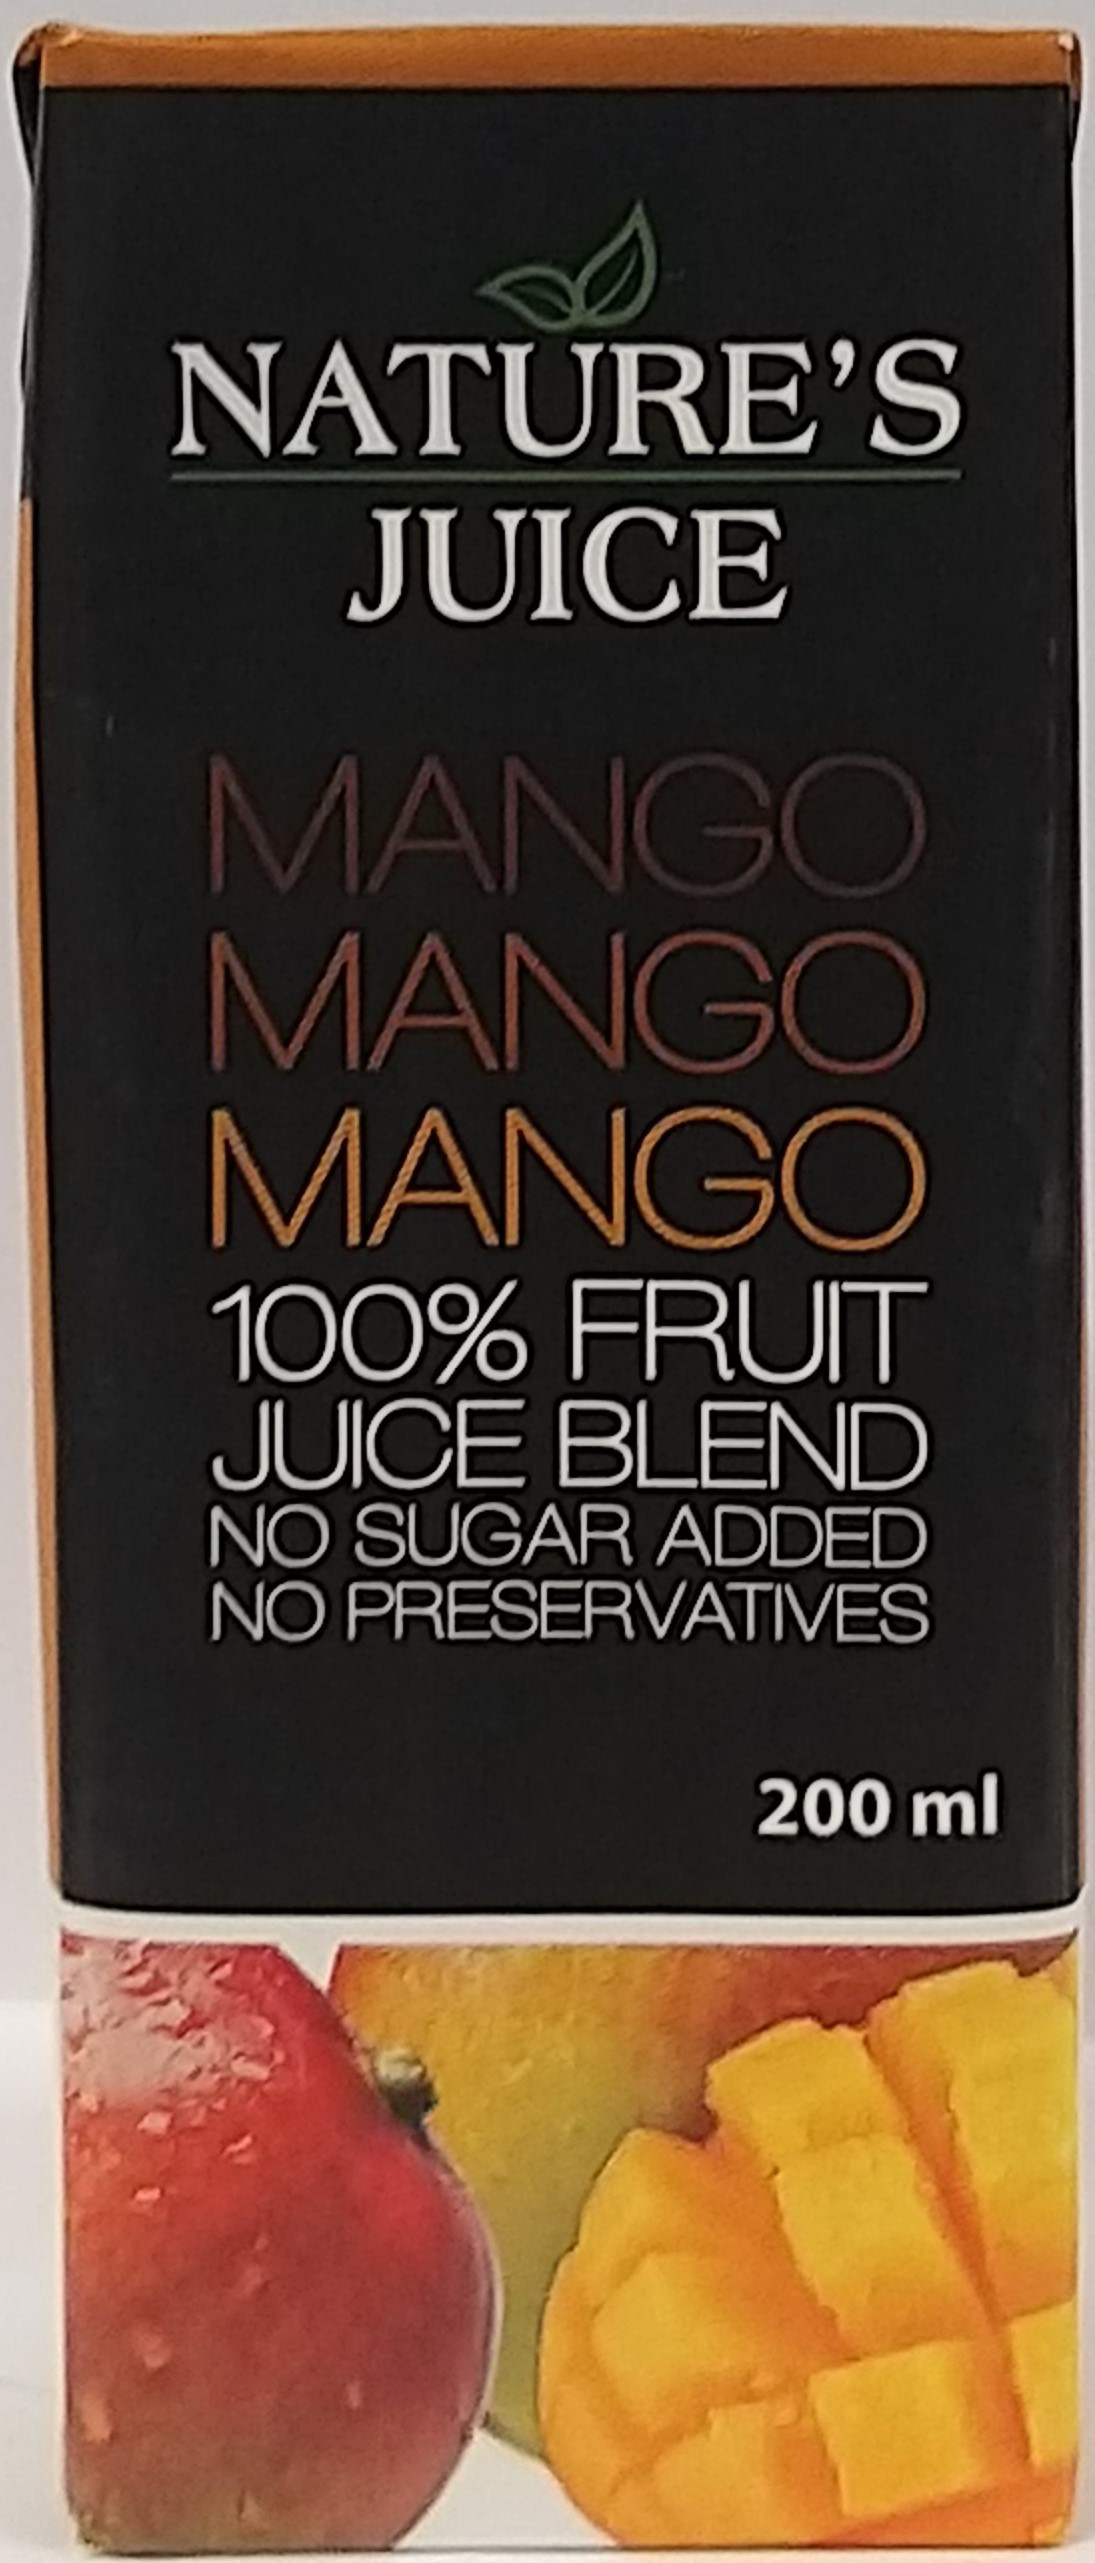 NATURE'S
JUICE
MANGO
MANGO
MANGO
100% FRUIT
JUICE BLEND
NO SUGAR ADDED
NO PRESERVATIVES
200 ml